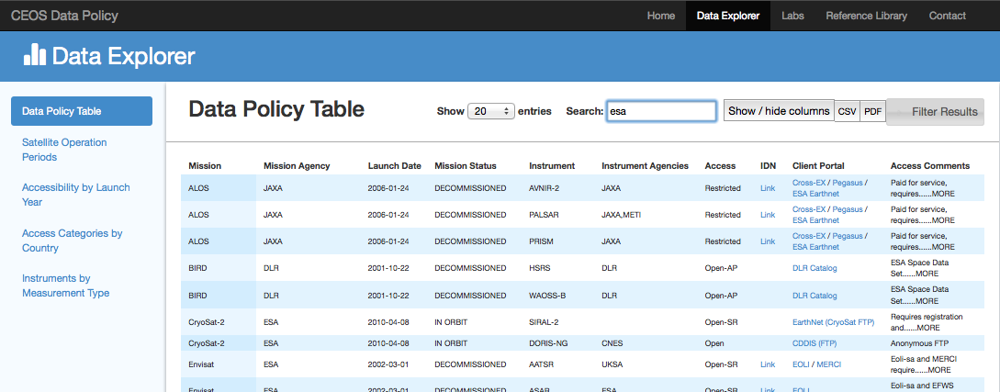 CEOS Data Policy Home Data Explorer Labs Reference Library Contact
Data Explorer
Data Policy Table
Satellite Operation
Periods
Accessibility by Launch
Year
Access Categories by
Country
Instruments by
Measurement Type
Data Policy Table Show 20 entries Search: esa Show / hide columns CSV PDF Filter Results
Mission Mission Agency Launch Date Mission Status Instrument Instrument Agencies Access IDN Client Portal Access Comments
ALOS JAXA 2006-01-24 DECOMMISSIONED AVNIR-2 JAXA Restricted Link Cross-EX / Pegasus / Paid for service,
ESA Earthnet requires......MORE
ALOS JAXA 2006-01-24 DECOMMISSIONED PALSAR JAXA,METI Restricted Link Cross-EX / Pegasus / Paid for service,
ESA Earthnet requires......MORE
ALOS JAXA 2006-01-24 DECOMMISSIONED PRISM JAXA Restricted Link Cross-EX / Pegasus / Paid for service,
ESA Earthnet requires......MORE
BIRD DLR 2001-10-22 DECOMMISSIONED HSRS DLR Open-AP DLR Catalog ESA Space Data
Set......MORE
BIRD DLR 2001-10-22 DECOMMISSIONED WAOSS-B DLR Open-AP DLR Catalog ESA Space Data
Set......MORE
CryoSat-2 ESA 2010-04-08 IN ORBIT SIRAL-2 Open-SR EarthNet (CryoSat FTP) Requires registration
and......MORE
CryoSat-2 ESA 2010-04-08 IN ORBIT DORIS-NG CNES Open CDDIS (FTP) Anonymous FTP
Envisat ESA 2002-03-01 DECOMMISSIONED AATSR UKSA Open-SR Link EOLI / MERCI Eoli-sa and MERCI
require......MORE
Envisat ESA 2002-03-01 DECOMMISSIONED ASAR ESA Open-SR Link EOLI Eoli-sa and EFWS